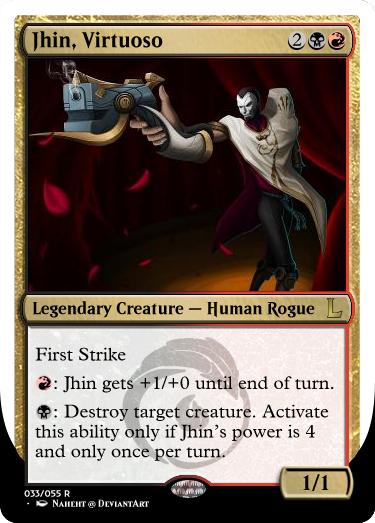 Jhin, Virtuoso 2
Legendary Creature — Human Rogue L
First Strike
: Jhin gets +1/+0 until end of turn.
: Destroy target creature. Activate
this ability only if Jhin's power is 4
and only once per turn.
1/1
033/055 R
· Naheht @ DeviantArt